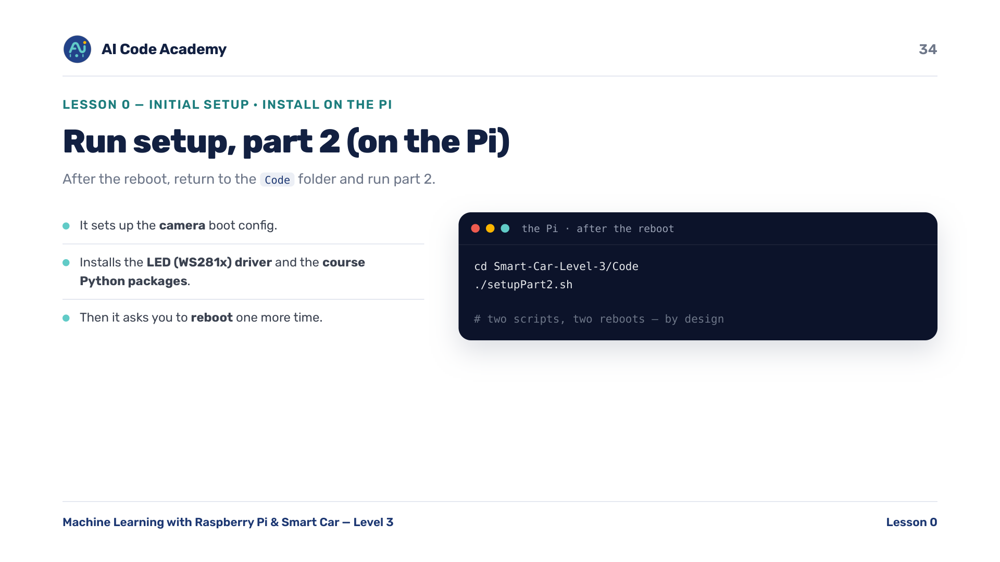 AI Code Academy
34
LESSON 0 — INITIAL SETUP · INSTALL ON THE PI
Run setup, part 2 (on the Pi)
After the reboot, return to the Code folder and run part 2.
It sets up the camera boot config.
Installs the LED (WS281x) driver and the course
Python packages.
Then it asks you to reboot one more time.
the Pi · after the reboot
cd Smart-Car-Level-3/Code
./setupPart2.sh
# two scripts, two reboots — by design
Machine Learning with Raspberry Pi & Smart Car — Level 3
Lesson 0